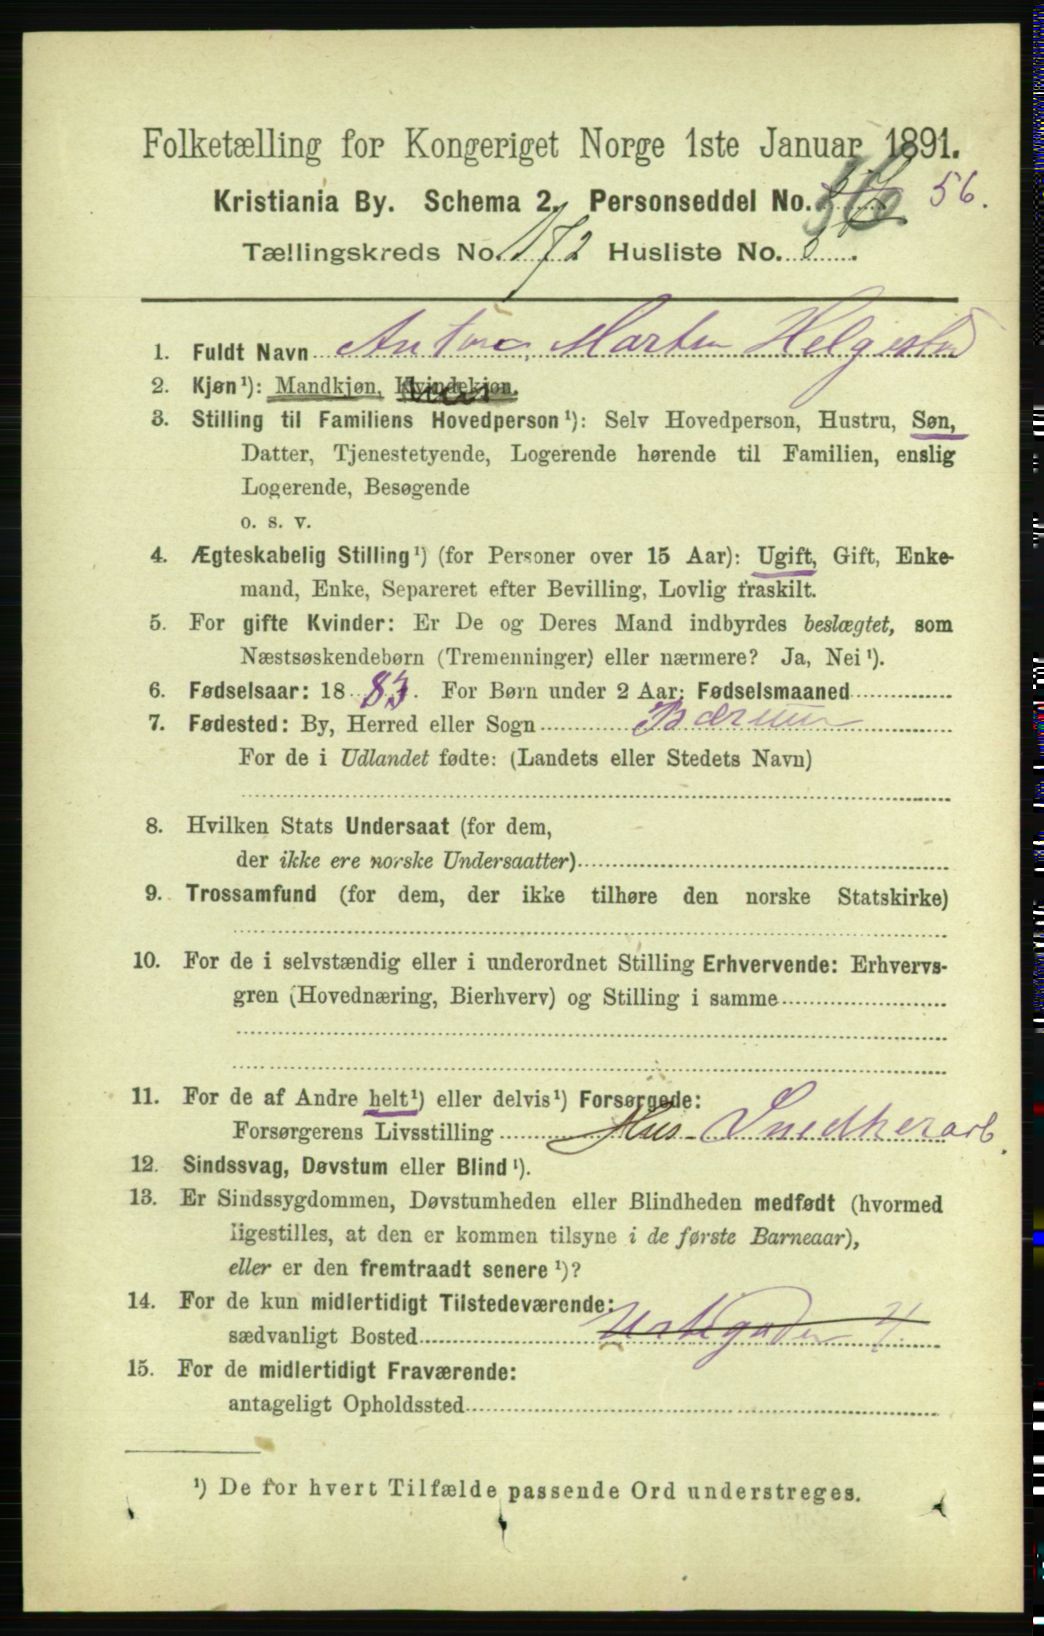 Folketælling for Kongeriget Norge 1ste Januar 1891.
Kristiania By. Schema 2. Personseddel No. 56.
Tællingskreds No. 172 Husliste No. 8.
1. Fuldt Navn Anton Martin Helgestad
2. Kjøn¹): Mandkjøn, Kvindekjøn.
3. Stilling til Familiens Hovedperson¹): Selv Hovedperson, Hustru, Søn,
Datter, Tjenestetyende, Logerende hørende til Familien, enslig
Logerende, Besøgende
o. s. v.
4. Ægteskabelig Stilling¹) (for Personer over 15 Aar): Ugift, Gift, Enke-
mand, Enke, Separeret efter Bevilling, Lovlig fraskilt.
5. For gifte Kvinder: Er De og Deres Mand indbyrdes beslægtet, som
Næstsøskendebørn (Tremenninger) eller nærmere? Ja, Nei¹).
6. Fødselsaar: 1883. For Børn under 2 Aar: Fødselsmaaned
7. Fødested: By, Herred eller Sogn Bærum
For de i Udlandet fødte: (Landets eller Stedets Navn)
8. Hvilken Stats Undersaat (for dem,
der ikke ere norske Undersaatter)
9. Trossamfund (for dem, der ikke tilhøre den norske Statskirke)
10. For de i selvstændig eller i underordnet Stilling Erhvervende: Erhvervs-
gren (Hovednæring, Bierhverv) og Stilling i samme
11. For de af Andre helt¹) eller delvis¹) Forsørgede:
Forsørgerens Livsstilling Hus- Snedkerarb.
12. Sindssvag, Døvstum eller Blind¹).
13. Er Sindssygdommen, Døvstumheden eller Blindheden medfødt (hvormed
ligestilles, at den er kommen tilsyne i de første Barneaar),
eller er den fremtraadt senere¹)?
14. For de kun midlertidigt Tilstedeværende:
sædvanligt Bosted Urtegaden 4
15. For de midlertidigt Fraværende:
antageligt Opholdssted
¹) De for hvert Tilfælde passende Ord understreges.